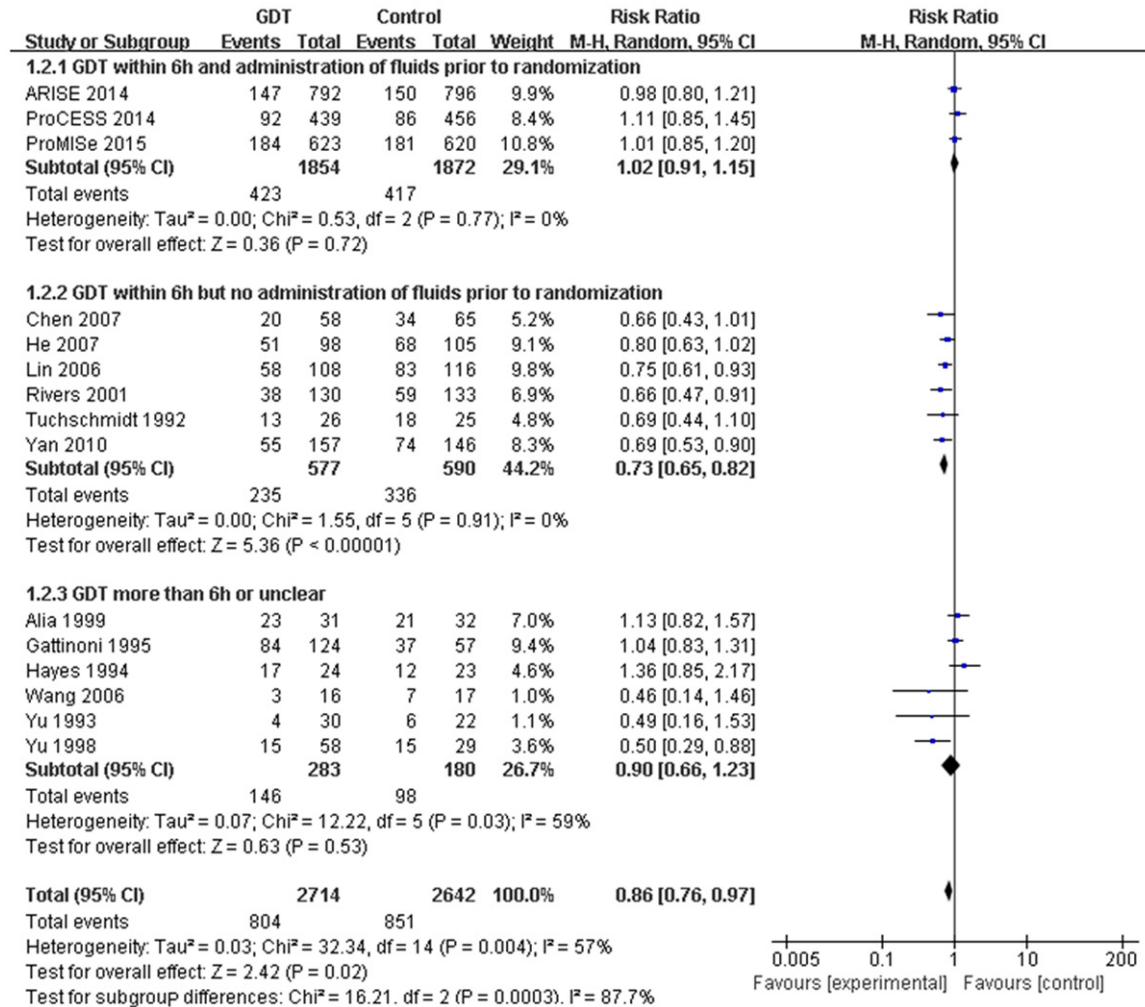 GDT Control Risk Ratio Risk Ratio
Study or Subgroup Events Total Events Total Weight M-H, Random, 95% CI M-H, Random, 95% CI
1.2.1 GDT within 6h and administration of fluids prior to randomization
ARISE 2014 147 792 150 796 9.9% 0.98 [0.80, 1.21]
ProCESS 2014 92 439 86 456 8.4% 1.11 [0.85, 1.45]
ProMISe 2015 184 623 181 620 10.8% 1.01 [0.85, 1.20]
Subtotal (95% CI) 1854 1872 29.1% 1.02 [0.91, 1.15]
Total events 423 417
Heterogeneity: Tau² = 0.00; Chi² = 0.53, df = 2 (P = 0.77); I² = 0%
Test for overall effect: Z = 0.36 (P = 0.72)
1.2.2 GDT within 6h but no administration of fluids prior to randomization
Chen 2007 20 58 34 65 5.2% 0.66 [0.43, 1.01]
He 2007 51 98 68 105 9.1% 0.80 [0.63, 1.02]
Lin 2006 58 108 83 116 9.8% 0.75 [0.61, 0.93]
Rivers 2001 38 130 59 133 6.9% 0.66 [0.47, 0.91]
Tuchschmidt 1992 13 26 18 25 4.8% 0.69 [0.44, 1.10]
Yan 2010 55 157 74 146 8.3% 0.69 [0.53, 0.90]
Subtotal (95% CI) 577 590 44.2% 0.73 [0.65, 0.82]
Total events 235 336
Heterogeneity: Tau² = 0.00; Chi² = 1.55, df = 5 (P = 0.91); I² = 0%
Test for overall effect: Z = 5.36 (P < 0.00001)
1.2.3 GDT more than 6h or unclear
Alia 1999 23 31 21 32 7.0% 1.13 [0.82, 1.57]
Gattinoni 1995 84 124 37 57 9.4% 1.04 [0.83, 1.31]
Hayes 1994 17 24 12 23 4.6% 1.36 [0.85, 2.17]
Wang 2006 3 16 7 17 1.0% 0.46 [0.14, 1.46]
Yu 1993 4 30 6 22 1.1% 0.49 [0.16, 1.53]
Yu 1998 15 58 15 29 3.6% 0.50 [0.29, 0.88]
Subtotal (95% CI) 283 180 26.7% 0.90 [0.66, 1.23]
Total events 146 98
Heterogeneity: Tau² = 0.07; Chi² = 12.22, df = 5 (P = 0.03); I² = 59%
Test for overall effect: Z = 0.63 (P = 0.53)
Total (95% CI) 2714 2642 100.0% 0.86 [0.76, 0.97]
Total events 804 851
Heterogeneity: Tau² = 0.03; Chi² = 32.34, df = 14 (P = 0.004); I² = 57%
Test for overall effect: Z = 2.42 (P = 0.02)
Test for subgroup differences: Chi² = 16.21, df = 2 (P = 0.0003), I² = 87.7%
0.005 0.1 1 10 200
Favours [experimental] Favours [control]